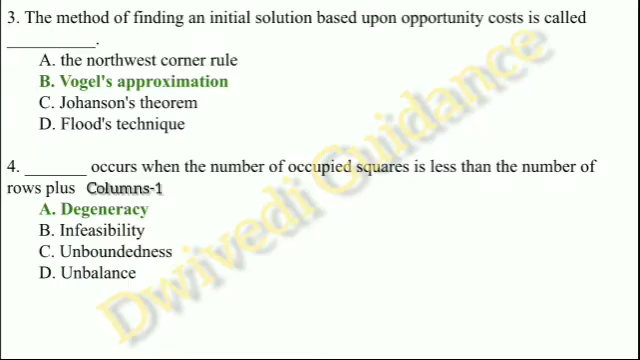 3. The method of finding an initial solution based upon opportunity costs is called
__________.
A. the northwest corner rule
B. Vogel's approximation
C. Johanson's theorem
D. Flood's technique
4. _______ occurs when the number of occupied squares is less than the number of
rows plus Columns-1
A. Degeneracy
B. Infeasibility
C. Unboundedness
D. Unbalance
Dwivedi Guidance